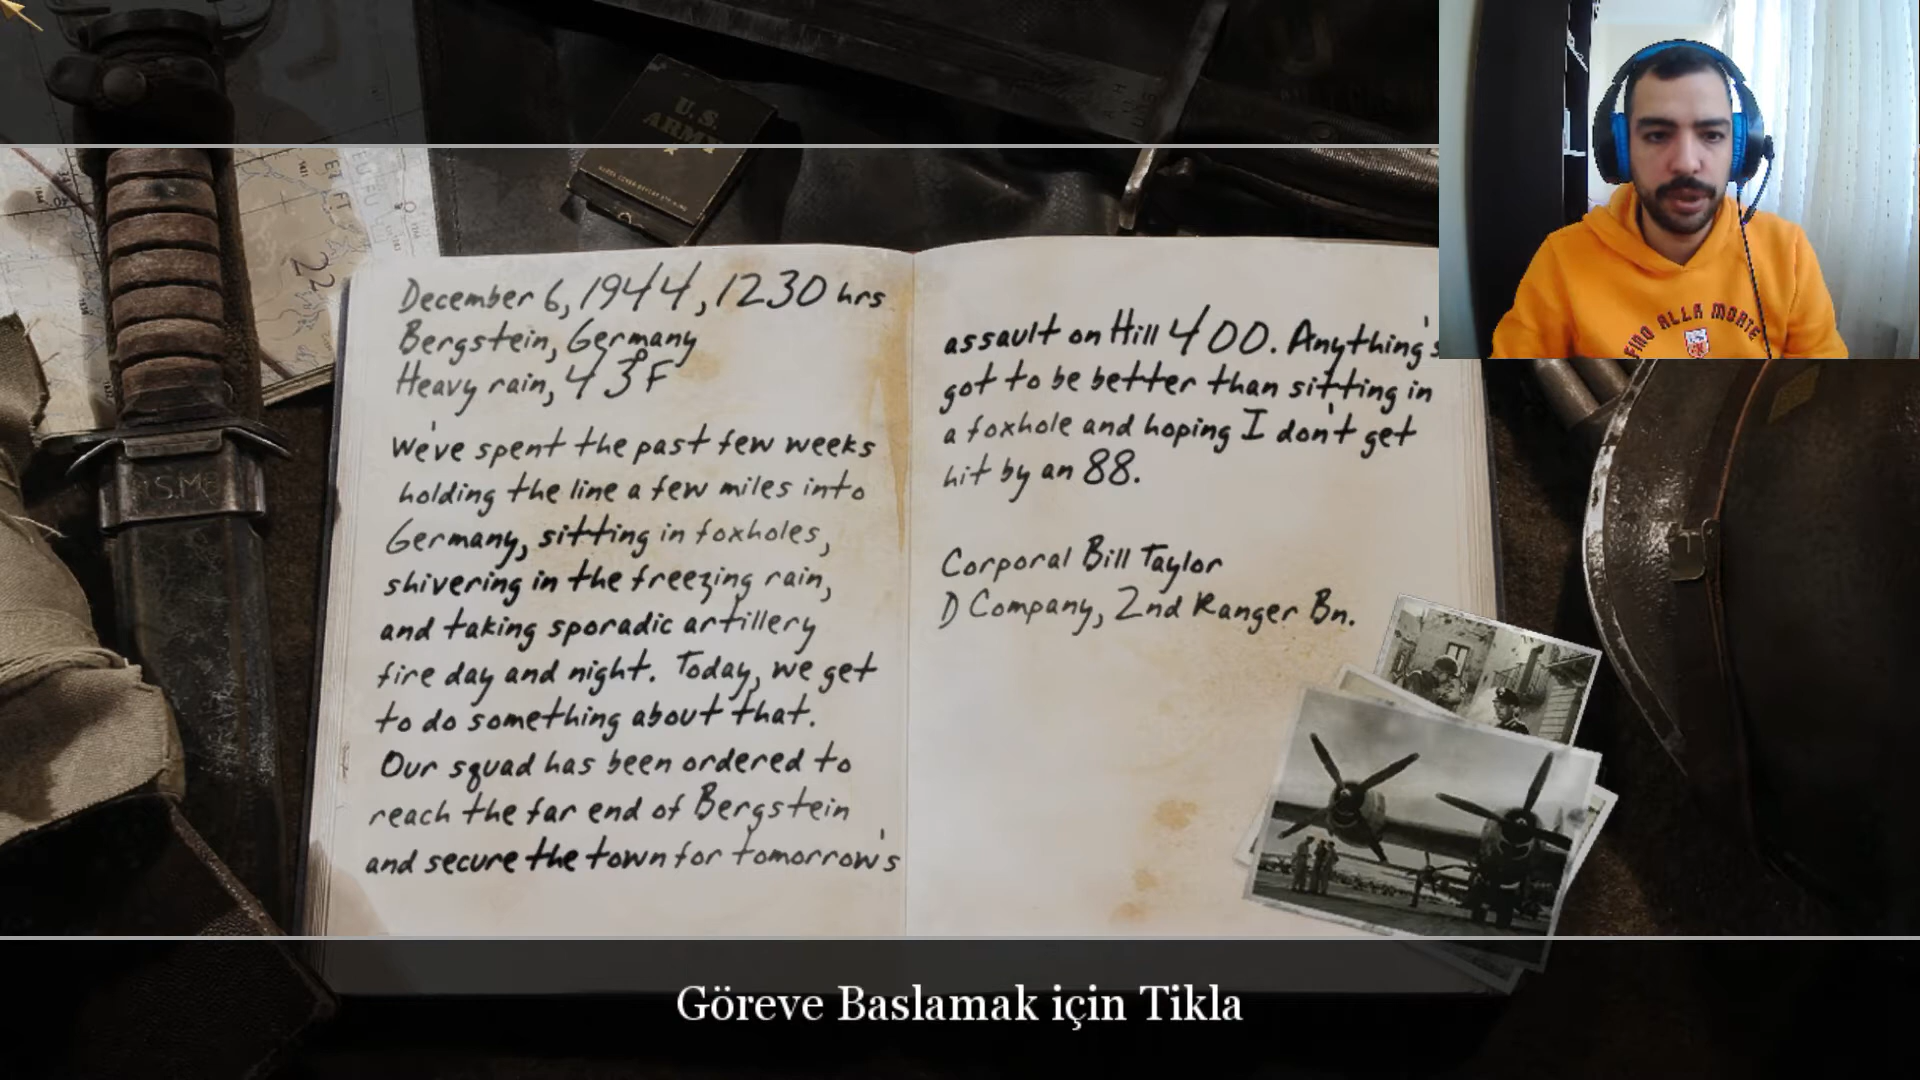 U.S.
ARMY
December 6, 1944, 1230 hrs
Bergstein, Germany
Heavy rain, 43°F
We've spent the past few weeks
holding the line a few miles into
Germany, sitting in foxholes,
shivering in the freezing rain,
and taking sporadic artillery
fire day and night. Today, we get
to do something about that.
Our squad has been ordered to
reach the far end of Bergstein
and secure the town for tomorrow's
assault on Hill 400. Anything's
got to be better than sitting in
a foxhole and hoping I don't get
hit by an 88.
Corporal Bill Taylor
D Company, 2nd Ranger Bn.
FINO ALLA MORTE
Göreve Baslamak için Tikla